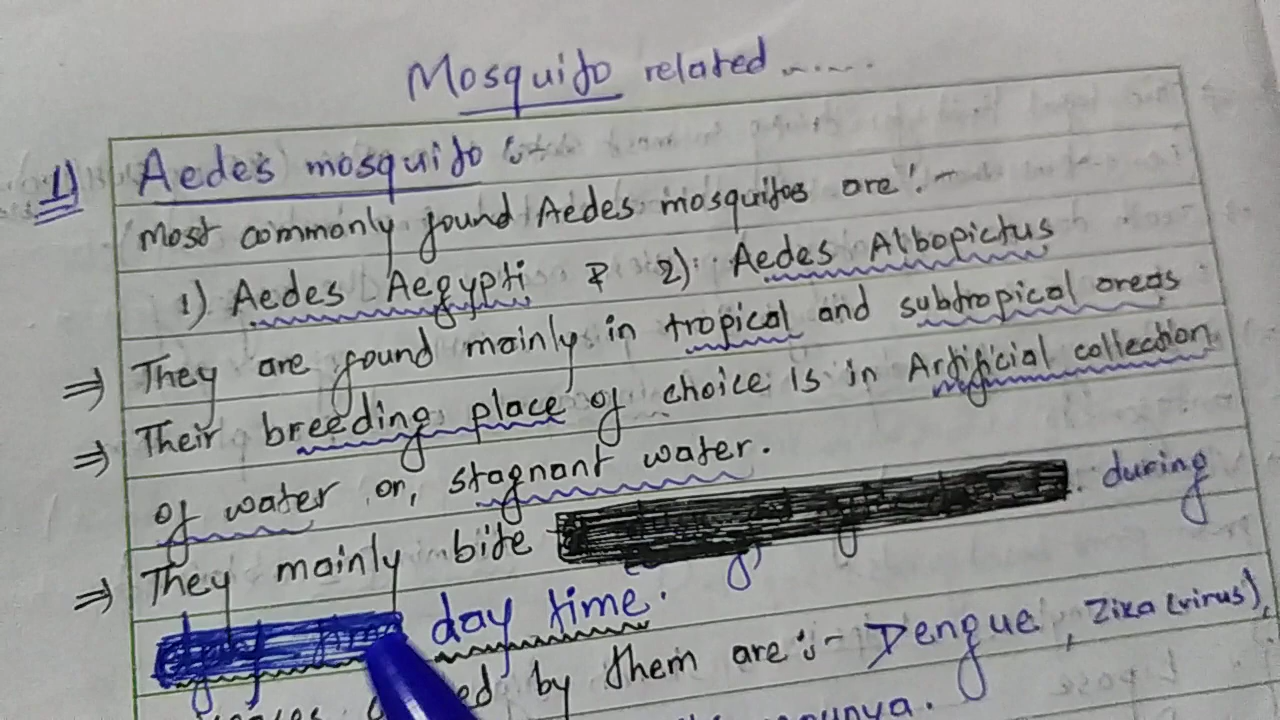 Mosquito related......
1) Aedes mosquito :-
Most commonly found Aedes mosquitoes are :-
1) Aedes Aegypti & 2) Aedes Albopictus
⇒ They are found mainly in tropical and subtropical areas
⇒ Their breeding place of choice is in Artificial collection
of water or, stagnant water.
⇒ They mainly bite during
day time.
by them are :- Dengue, Zika (virus),